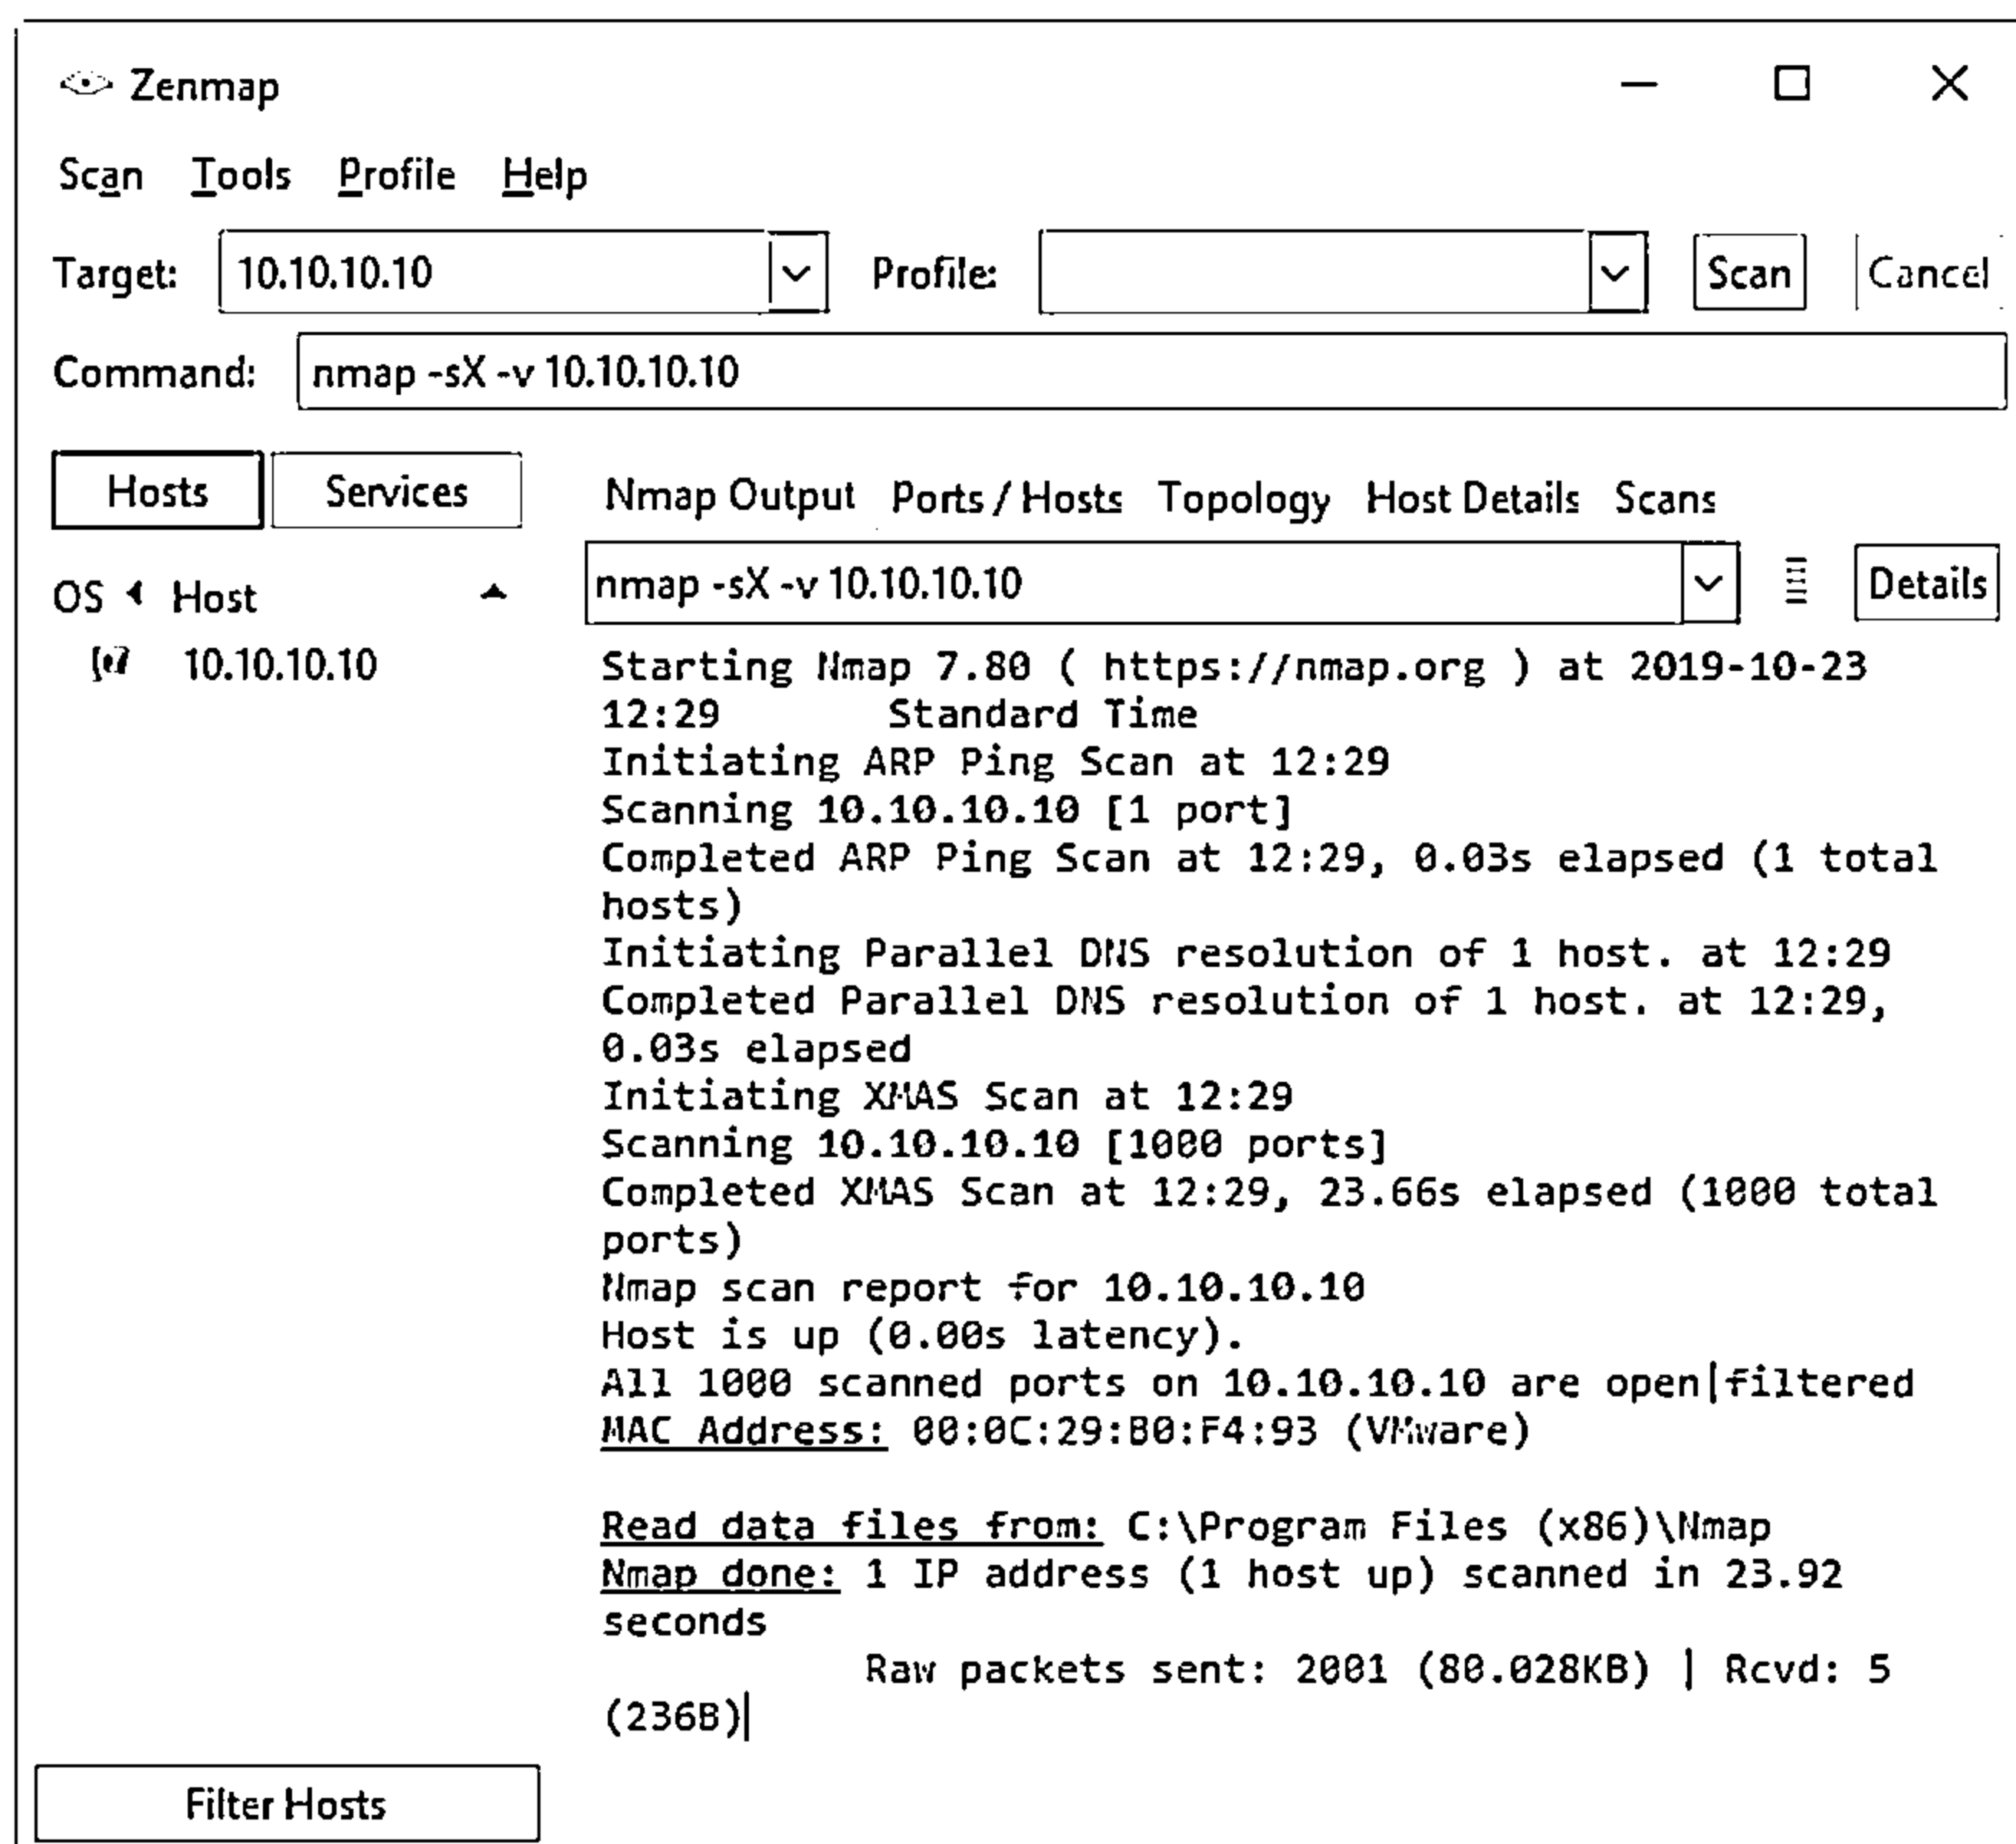 Zenmap
Scan Tools Profile Help
Target: 10.10.10.10 Profile: Scan Cancel
Command: nmap -sX -v 10.10.10.10
Hosts Services
OS Host
10.10.10.10
Nmap Output Ports / Hosts Topology Host Details Scans
nmap -sX -v 10.10.10.10 Details
Starting Nmap 7.80 ( https://nmap.org ) at 2019-10-23
12:29 Standard Time
Initiating ARP Ping Scan at 12:29
Scanning 10.10.10.10 [1 port]
Completed ARP Ping Scan at 12:29, 0.03s elapsed (1 total
hosts)
Initiating Parallel DNS resolution of 1 host. at 12:29
Completed Parallel DNS resolution of 1 host. at 12:29,
0.03s elapsed
Initiating XMAS Scan at 12:29
Scanning 10.10.10.10 [1000 ports]
Completed XMAS Scan at 12:29, 23.66s elapsed (1000 total
ports)
Nmap scan report for 10.10.10.10
Host is up (0.00s latency).
All 1000 scanned ports on 10.10.10.10 are open|filtered
MAC Address: 00:0C:29:B0:F4:93 (VMware)
Read data files from: C:\Program Files (x86)\Nmap
Nmap done: 1 IP address (1 host up) scanned in 23.92
seconds
Raw packets sent: 2001 (80.028KB) | Rcvd: 5
(236B)
Filter Hosts